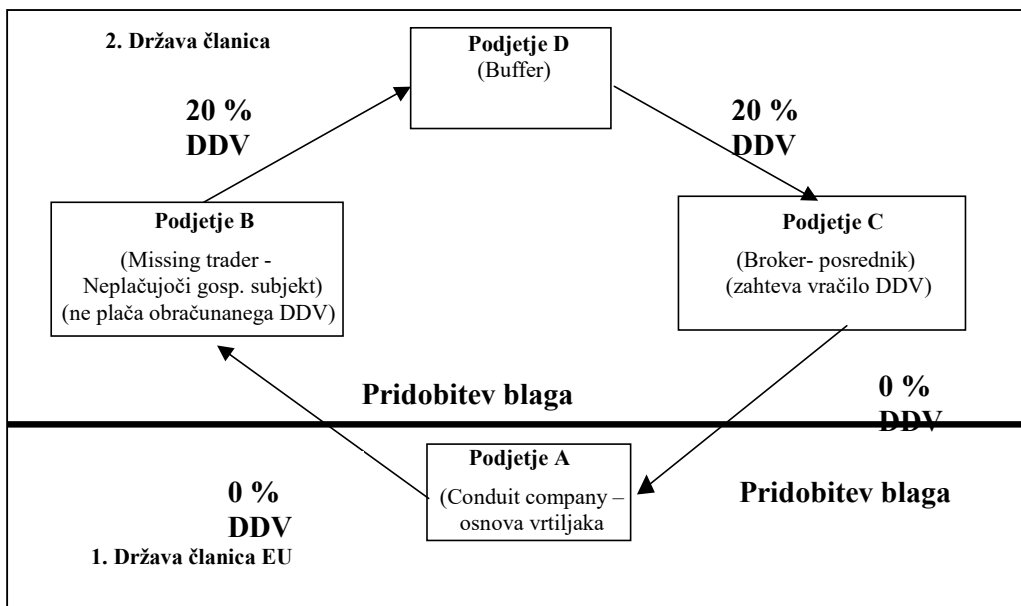 2. Država članica
Podjetje D
(Buffer)
20 %
DDV
20 %
DDV
Podjetje B
(Missing trader -
Neplačujoči gosp. subjekt)
(ne plača obračunanega DDV)
Podjetje C
(Broker- posrednik)
(zahteva vračilo DDV)
Pridobitev blaga
0 %
DDV
Podjetje A
(Conduit company –
osnova vrtiljaka
0 %
DDV
Pridobitev blaga
1. Država članica EU